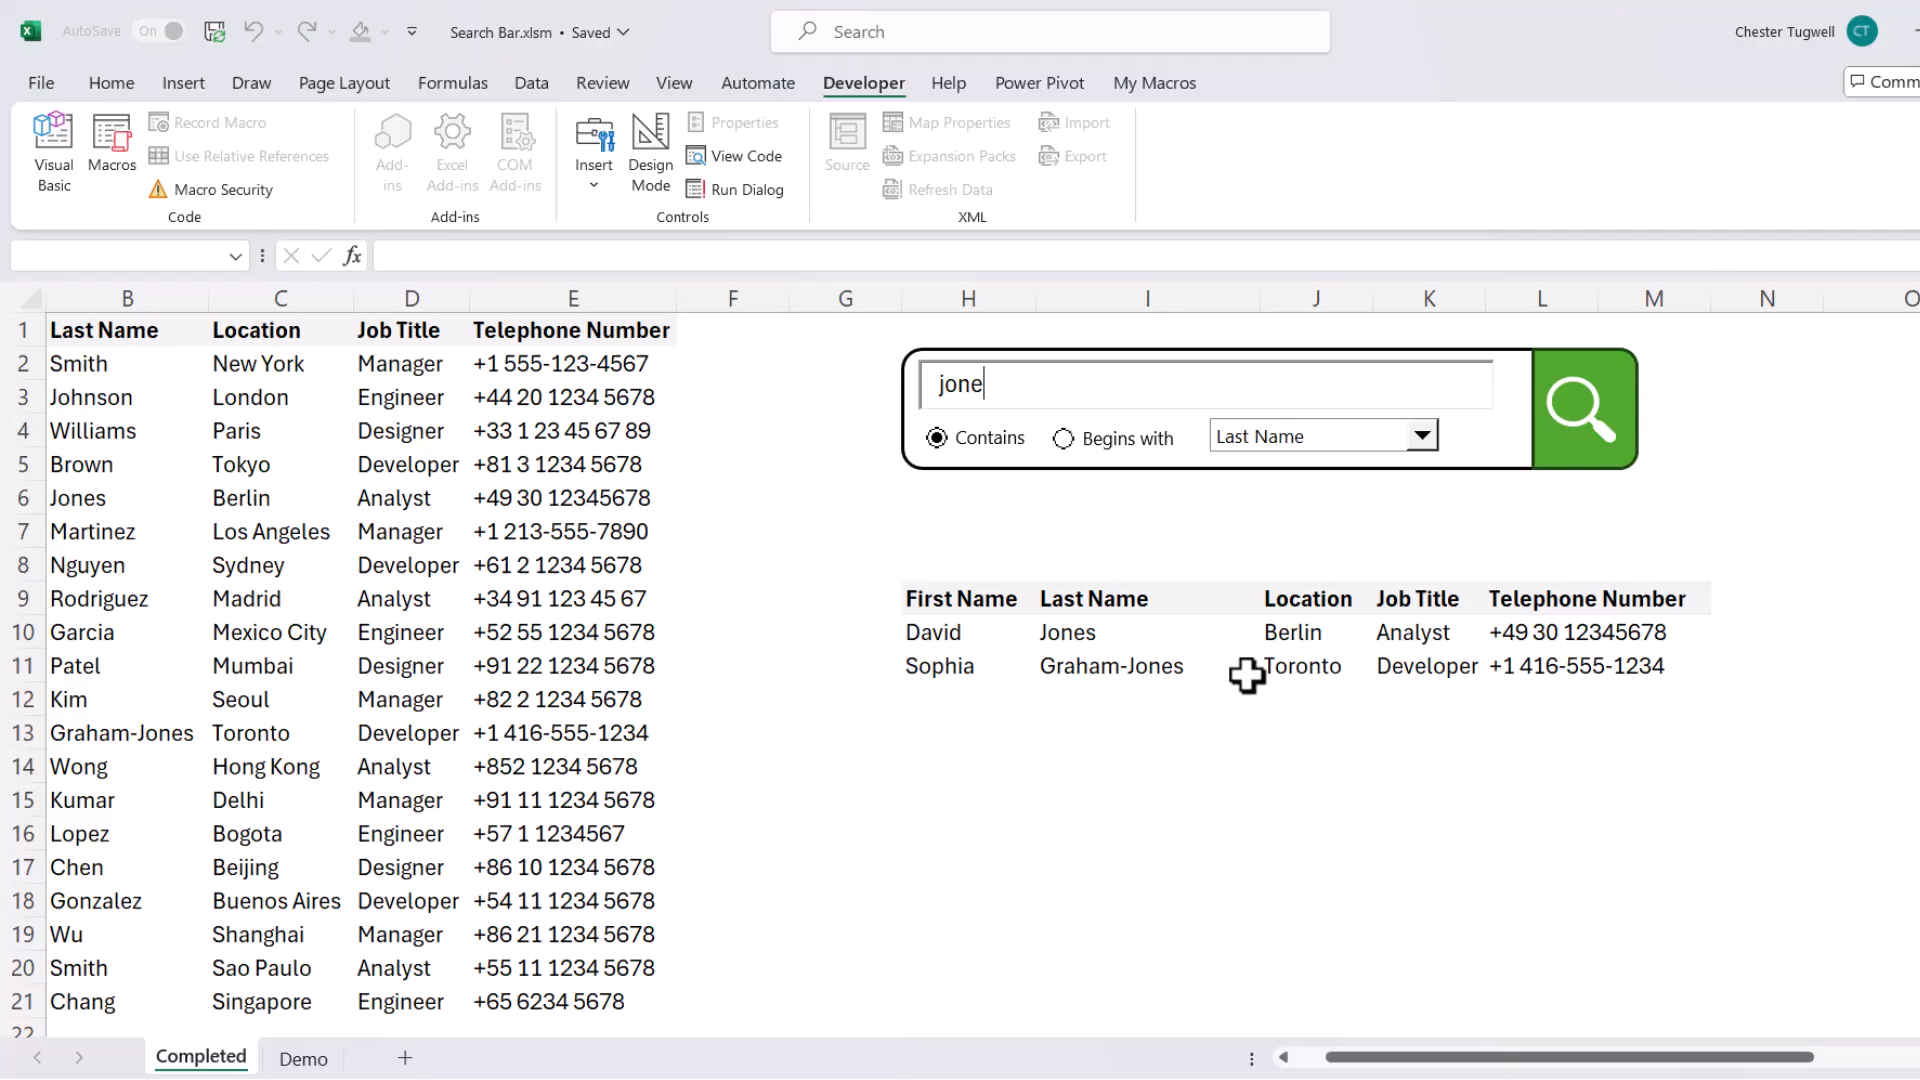 AutoSave On Search Bar.xlsm • Saved Search Chester Tugwell CT
File Home Insert Draw Page Layout Formulas Data Review View Automate Developer Help Power Pivot My Macros Comm
Visual Basic
Macros
Record Macro
Use Relative References
Macro Security
Code
Add-ins
Excel Add-ins
COM Add-ins
Add-ins
Insert
Design Mode
Properties
View Code
Run Dialog
Controls
Source
Map Properties
Expansion Packs
Refresh Data
Import
Export
XML
fx
B C D E F G H I J K L M N O
1 Last Name Location Job Title Telephone Number
2 Smith New York Manager +1 555-123-4567
3 Johnson London Engineer +44 20 1234 5678
4 Williams Paris Designer +33 1 23 45 67 89
5 Brown Tokyo Developer +81 3 1234 5678
6 Jones Berlin Analyst +49 30 12345678
7 Martinez Los Angeles Manager +1 213-555-7890
8 Nguyen Sydney Developer +61 2 1234 5678
9 Rodriguez Madrid Analyst +34 91 123 45 67
10 Garcia Mexico City Engineer +52 55 1234 5678
11 Patel Mumbai Designer +91 22 1234 5678
12 Kim Seoul Manager +82 2 1234 5678
13 Graham-Jones Toronto Developer +1 416-555-1234
14 Wong Hong Kong Analyst +852 1234 5678
15 Kumar Delhi Manager +91 11 1234 5678
16 Lopez Bogota Engineer +57 1 1234567
17 Chen Beijing Designer +86 10 1234 5678
18 Gonzalez Buenos Aires Developer +54 11 1234 5678
19 Wu Shanghai Manager +86 21 1234 5678
20 Smith Sao Paulo Analyst +55 11 1234 5678
21 Chang Singapore Engineer +65 6234 5678
22
jone
Contains Begins with Last Name
First Name Last Name Location Job Title Telephone Number
David Jones Berlin Analyst +49 30 12345678
Sophia Graham-Jones Toronto Developer +1 416-555-1234
Completed Demo